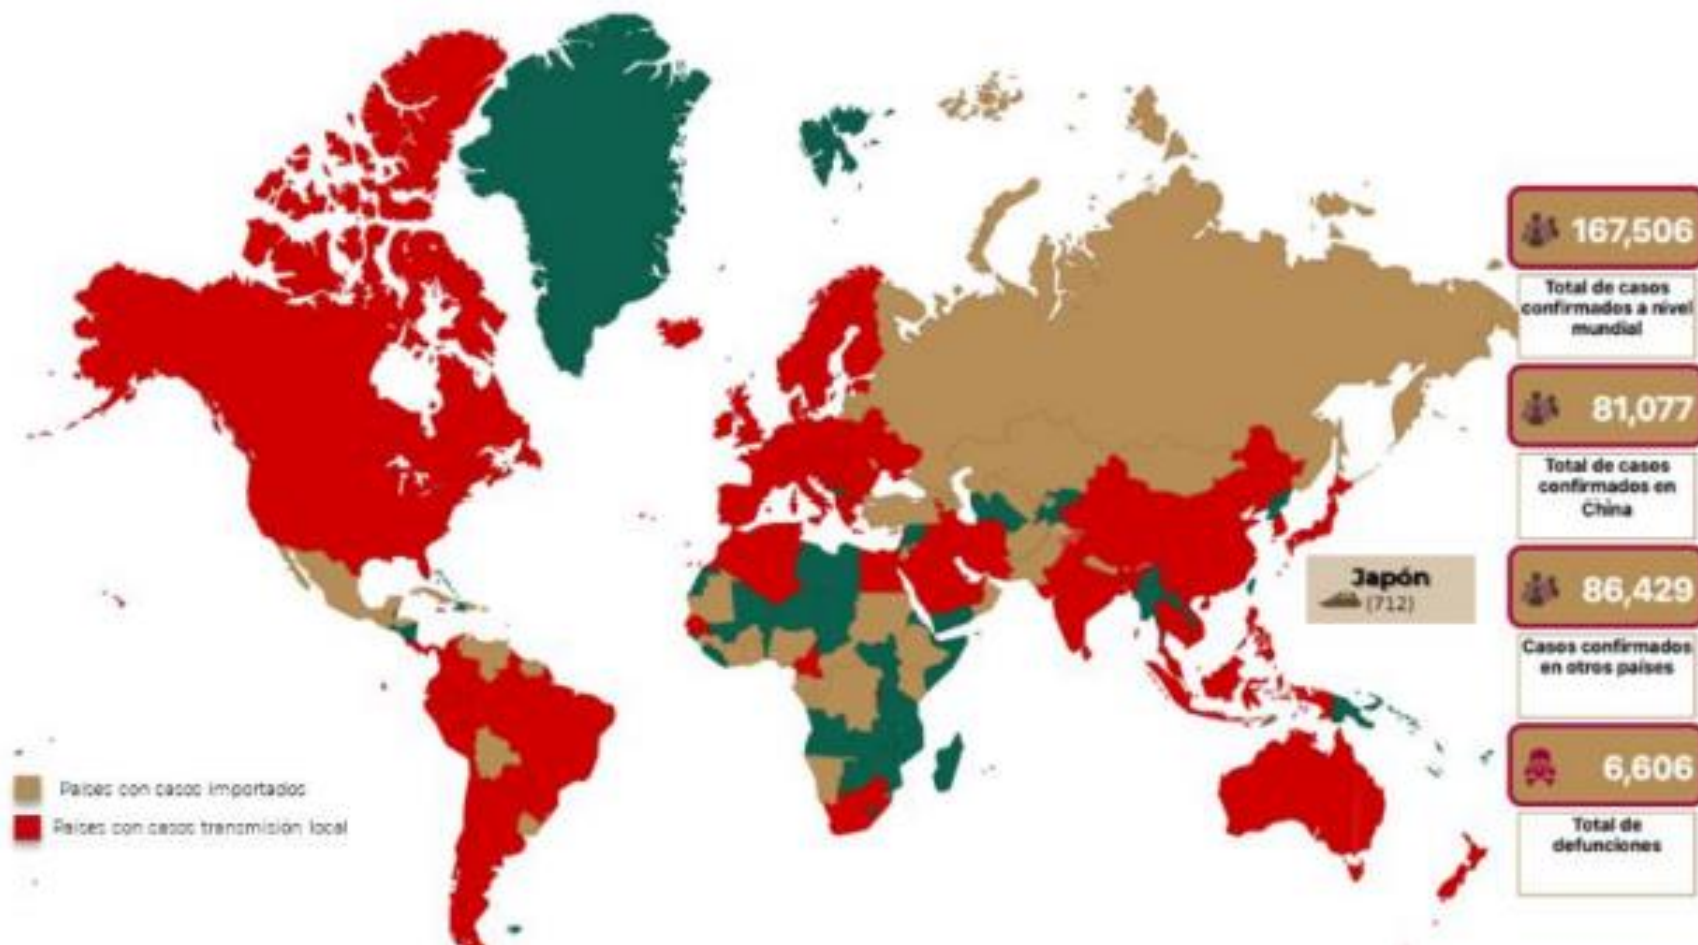 167,506
Total de casos
confirmados a nivel
mundial
81,077
Total de casos
confirmados en
China
Japón
(712)
86,429
Casos confirmados
en otros países
6,606
Total de
defunciones
Países con casos importados
Países con casos transmisión local